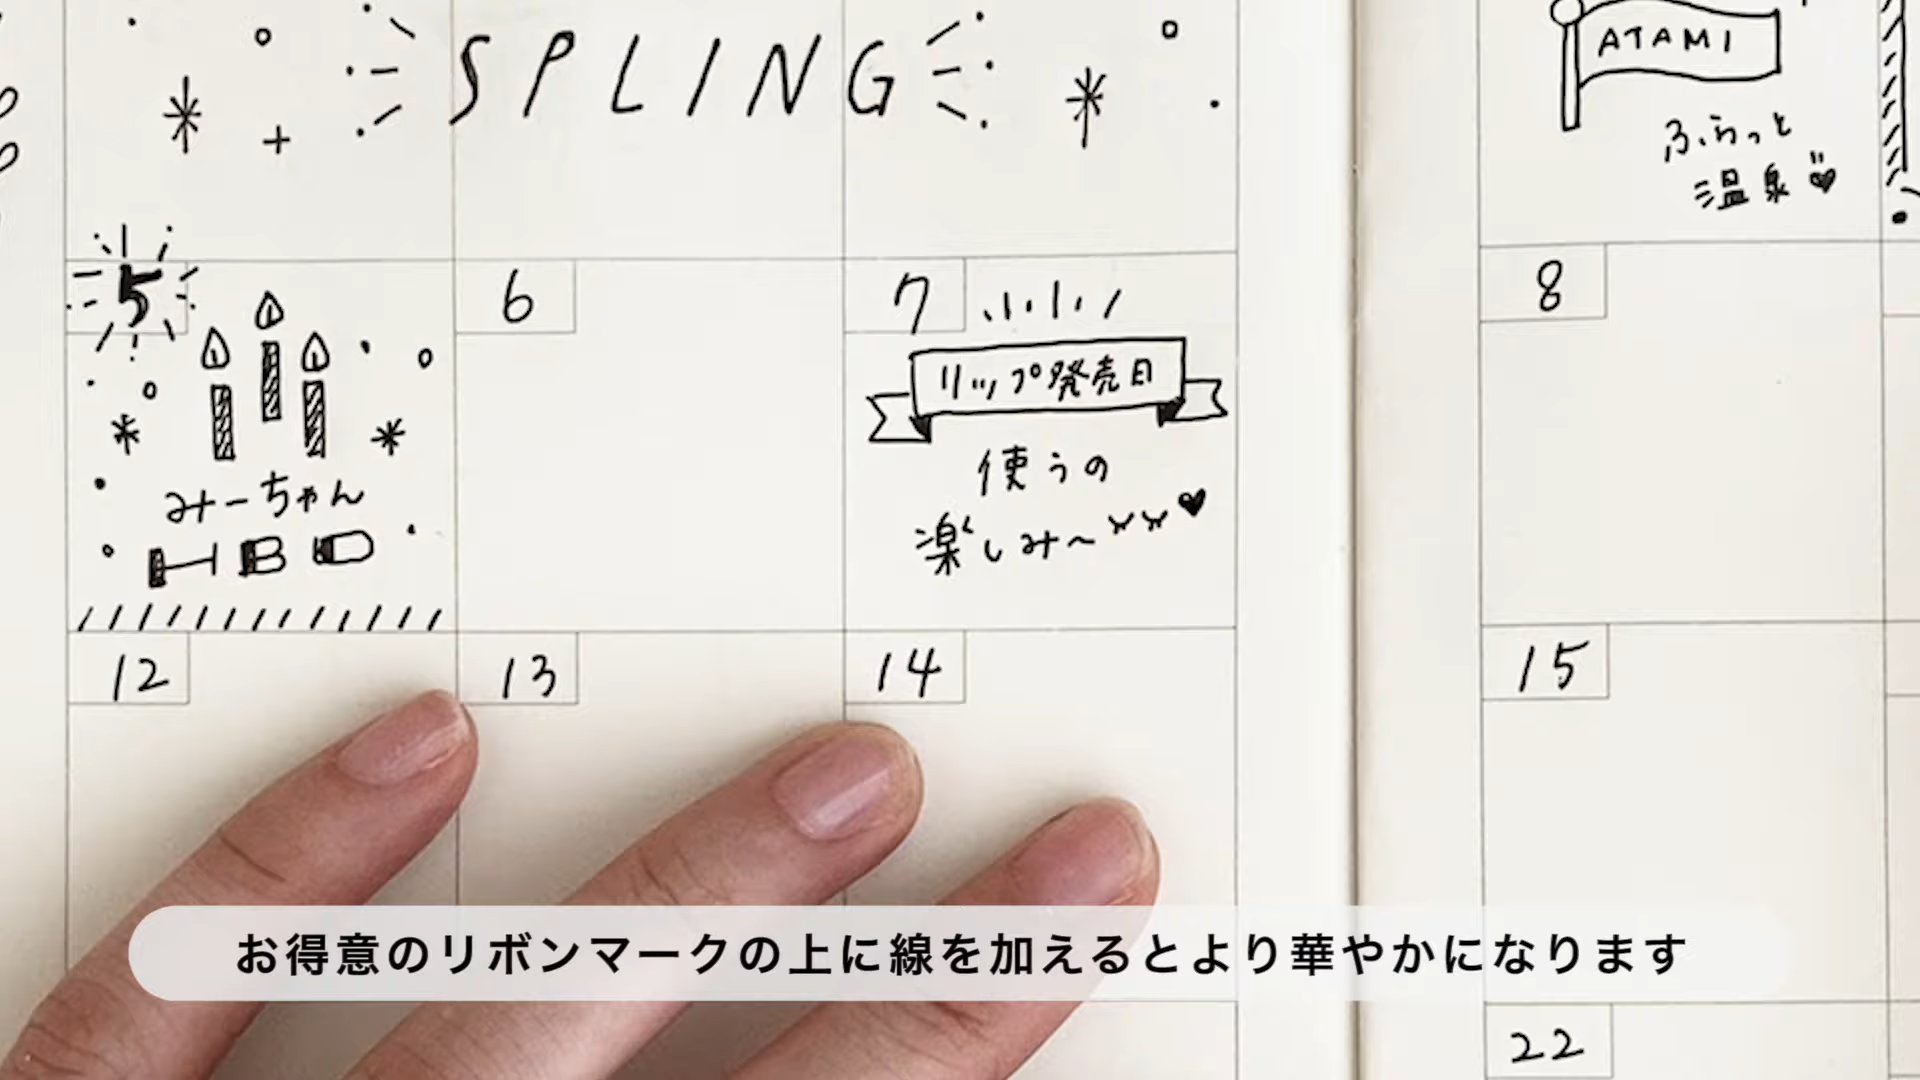 SPLING
ATAMI
ふらっと
温泉
5
みーちゃん
HBD
6
7
リップ発売日
使うの
楽しみ〜
8
12
13
14
15
22
お得意のリボンマークの上に線を加えるとより華やかになります